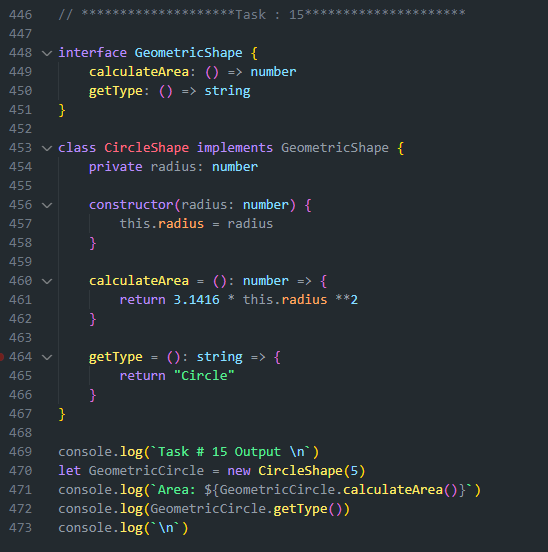 446 // ********************Task : 15*********************
447
448 interface GeometricShape {
449     calculateArea: () => number
450     getType: () => string
451 }
452
453 class CircleShape implements GeometricShape {
454     private radius: number
455
456     constructor(radius: number) {
457         this.radius = radius
458     }
459
460     calculateArea = (): number => {
461         return 3.1416 * this.radius **2
462     }
463
464     getType = (): string => {
465         return "Circle"
466     }
467 }
468
469 console.log(`Task # 15 Output \n`)
470 let GeometricCircle = new CircleShape(5)
471 console.log(`Area: ${GeometricCircle.calculateArea()}`)
472 console.log(GeometricCircle.getType())
473 console.log(`\n`)